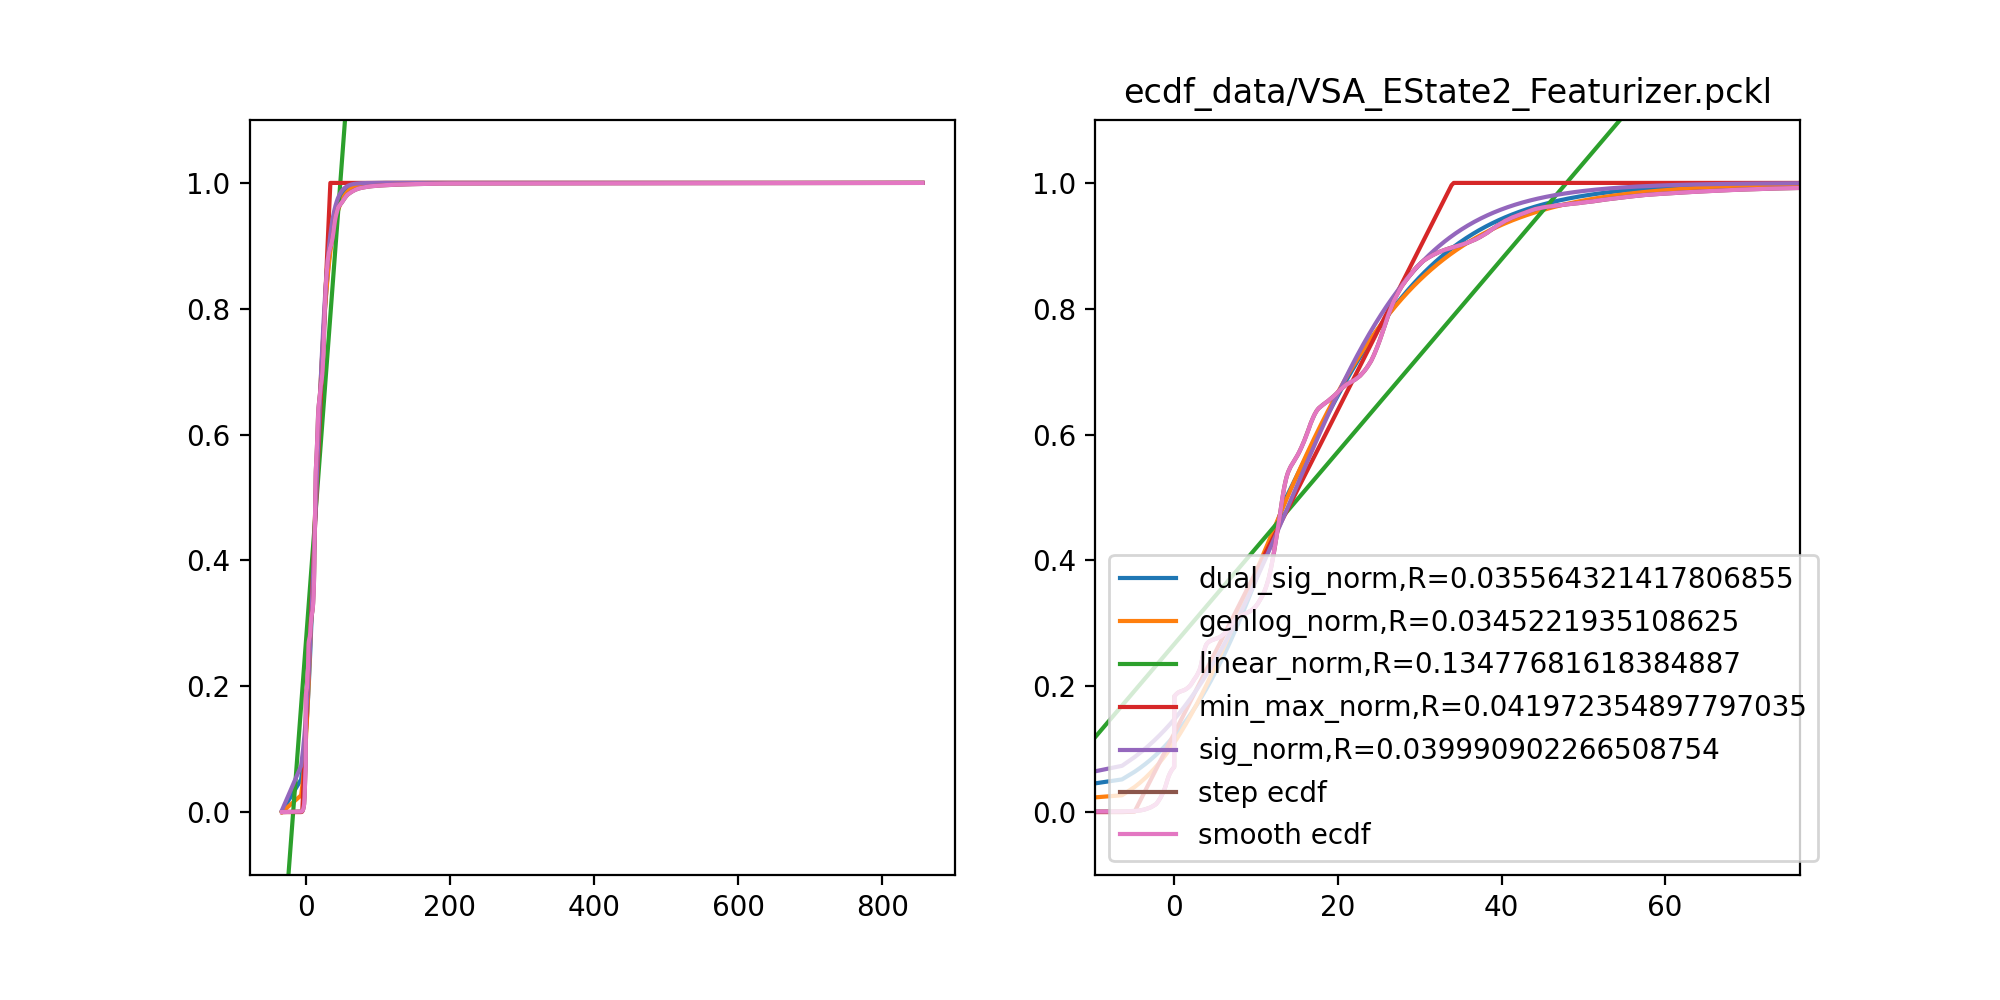 ecdf_data/VSA_EState2_Featurizer.pckl
1.0
0.8
0.6
0.4
0.2
0.0
0 200 400 600 800
1.0
0.8
0.6
0.4
0.2
0.0
0 20 40 60
dual_sig_norm,R=0.035564321417806855
genlog_norm,R=0.0345221935108625
linear_norm,R=0.13477681618384887
min_max_norm,R=0.041972354897797035
sig_norm,R=0.039990902266508754
step ecdf
smooth ecdf